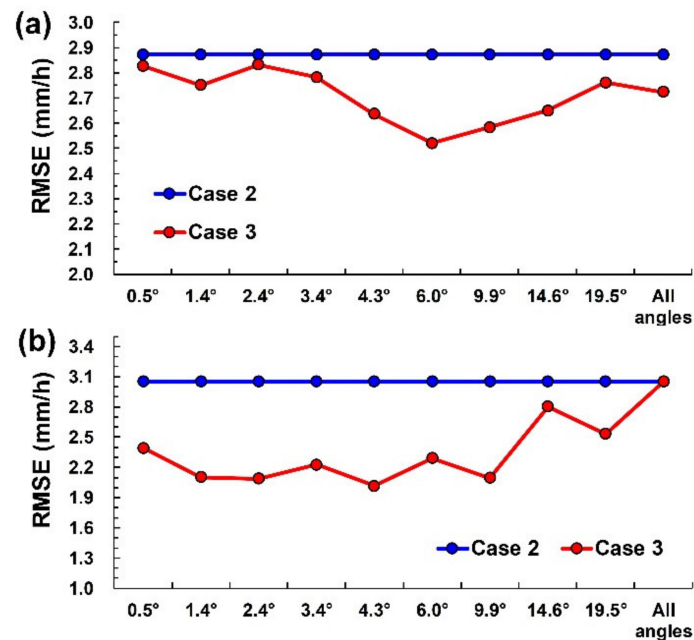 (a)
RMSE (mm/h)
3.0
2.9
2.8
2.7
2.6
2.5
2.4
2.3
2.2
2.1
2.0
Case 2
Case 3
0.5° 1.4° 2.4° 3.4° 4.3° 6.0° 9.9° 14.6° 19.5° All
angles
(b)
RMSE (mm/h)
3.4
3.1
2.8
2.5
2.2
1.9
1.6
1.3
1.0
Case 2 Case 3
0.5° 1.4° 2.4° 3.4° 4.3° 6.0° 9.9° 14.6° 19.5° All
angles